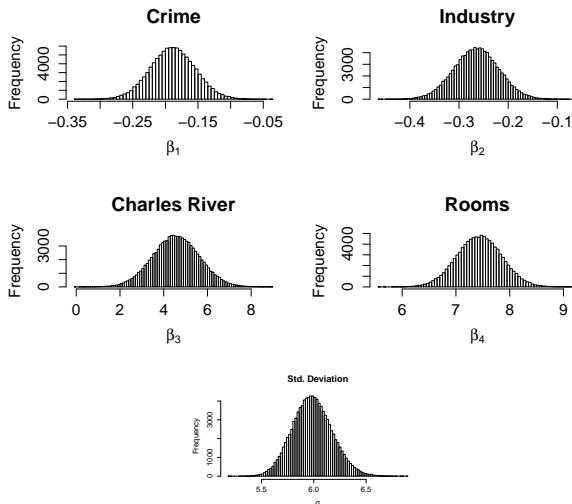 Crime
Frequency
0
4000
−0.35
−0.25
−0.15
−0.05
β1
Industry
Frequency
0
3000
−0.4
−0.3
−0.2
−0.1
β2
Charles River
Frequency
0
3000
0
2
4
6
8
β3
Rooms
Frequency
0
4000
6
7
8
9
β4
Std. Deviation
Frequency
0
1000
3000
5.5
6.0
6.5